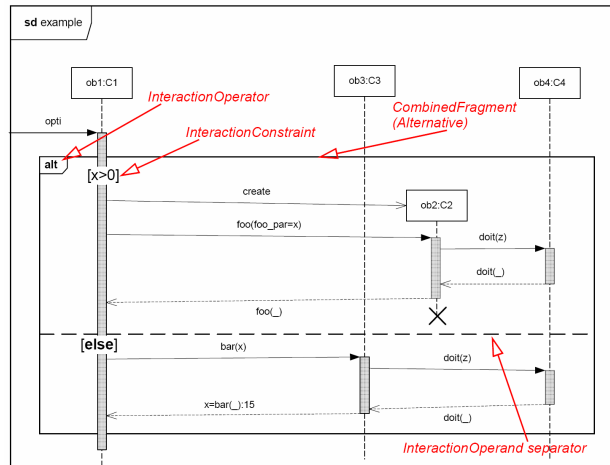 sd example
ob1:C1
ob3:C3
ob4:C4
InteractionOperator
CombinedFragment
(Alternative)
opti
InteractionConstraint
alt
[x>0]
create
ob2:C2
foo(foo_par=x)
doit(z)
doit(_)
foo(_)
[else]
bar(x)
doit(z)
x=bar(_):15
doit(_)
InteractionOperand separator